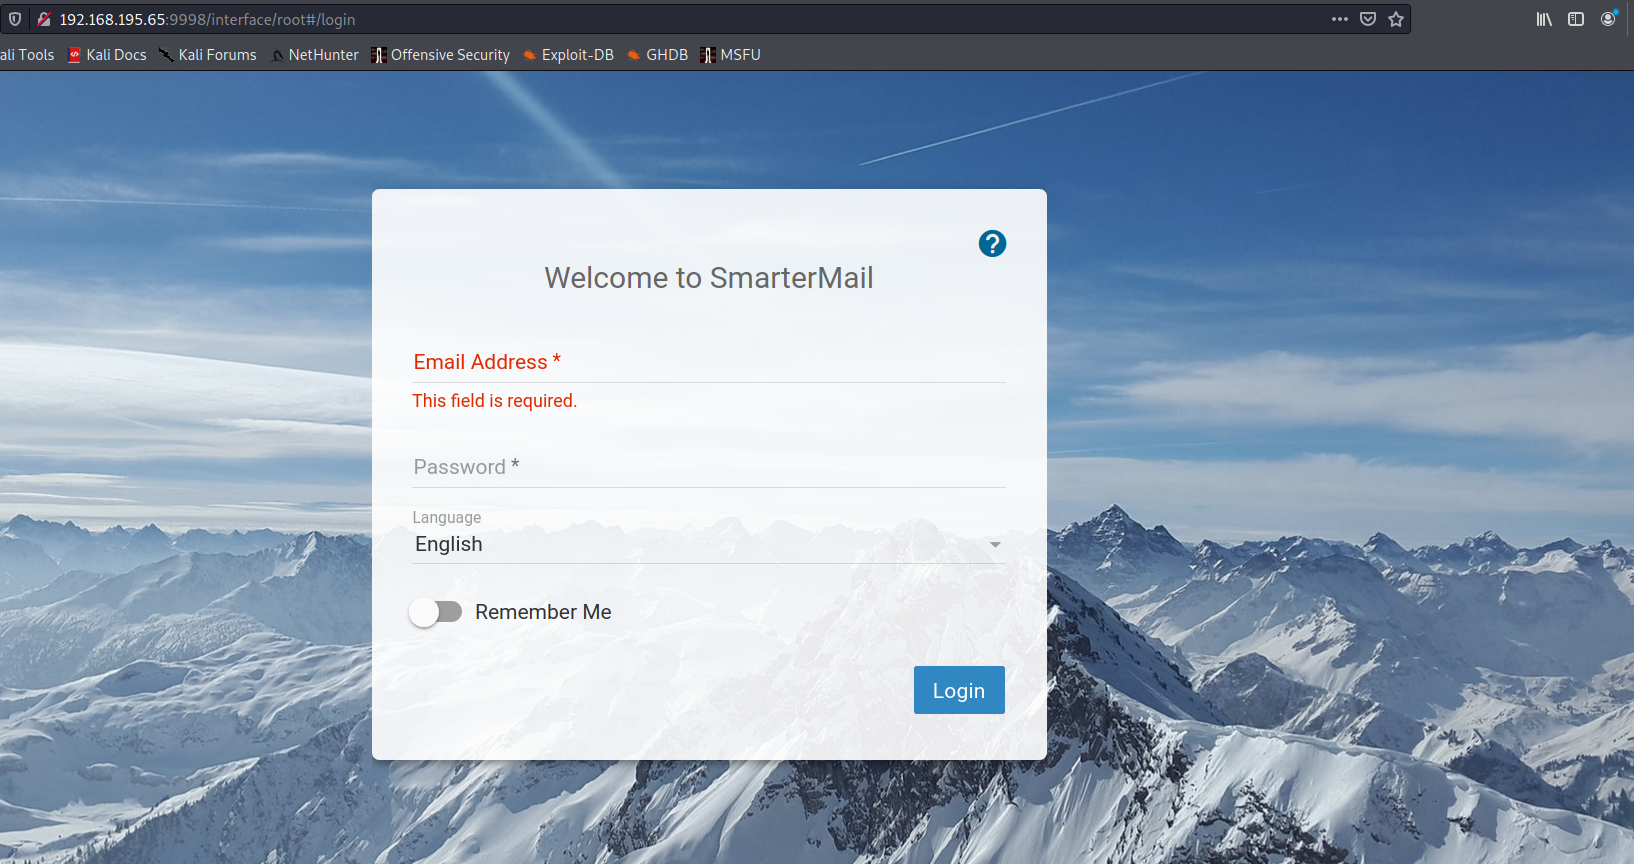 192.168.195.65:9998/interface/root#/login
ali Tools Kali Docs Kali Forums NetHunter Offensive Security Exploit-DB GHDB MSFU
?
Welcome to SmarterMail
Email Address *
This field is required.
Password *
Language
English
Remember Me
Login